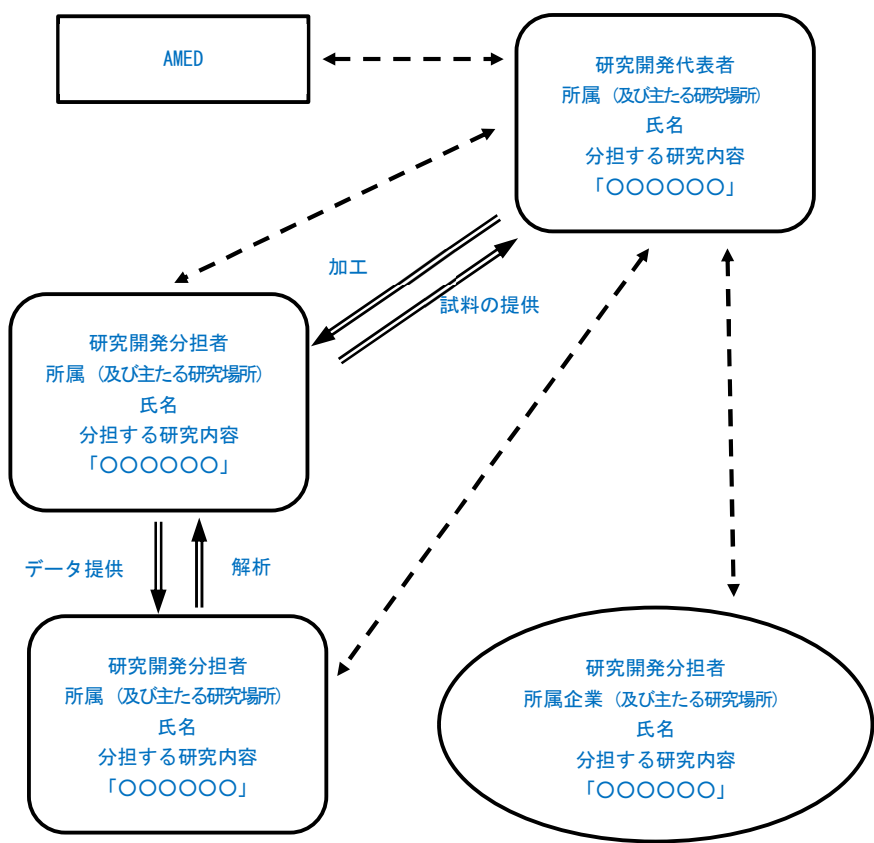 AMED
研究開発代表者
所属（及び主たる研究場所）
氏名
分担する研究内容
「〇〇〇〇〇〇」
加工
試料の提供
研究開発分担者
所属（及び主たる研究場所）
氏名
分担する研究内容
「〇〇〇〇〇〇」
データ提供
解析
研究開発分担者
所属（及び主たる研究場所）
氏名
分担する研究内容
「〇〇〇〇〇〇」
研究開発分担者
所属企業（及び主たる研究場所）
氏名
分担する研究内容
「〇〇〇〇〇〇」